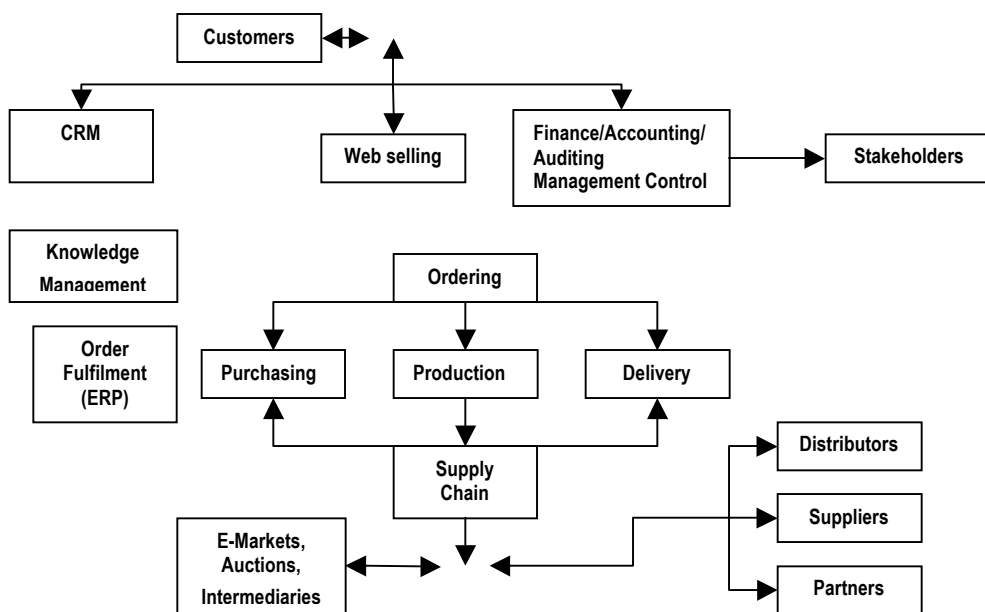 Customers
CRM
Web selling
Finance/Accounting/
Auditing
Management Control
Stakeholders
Knowledge
Management
Ordering
Order
Fulfilment
(ERP)
Purchasing
Production
Delivery
Distributors
Supply
Chain
Suppliers
E-Markets,
Auctions,
Intermediaries
Partners